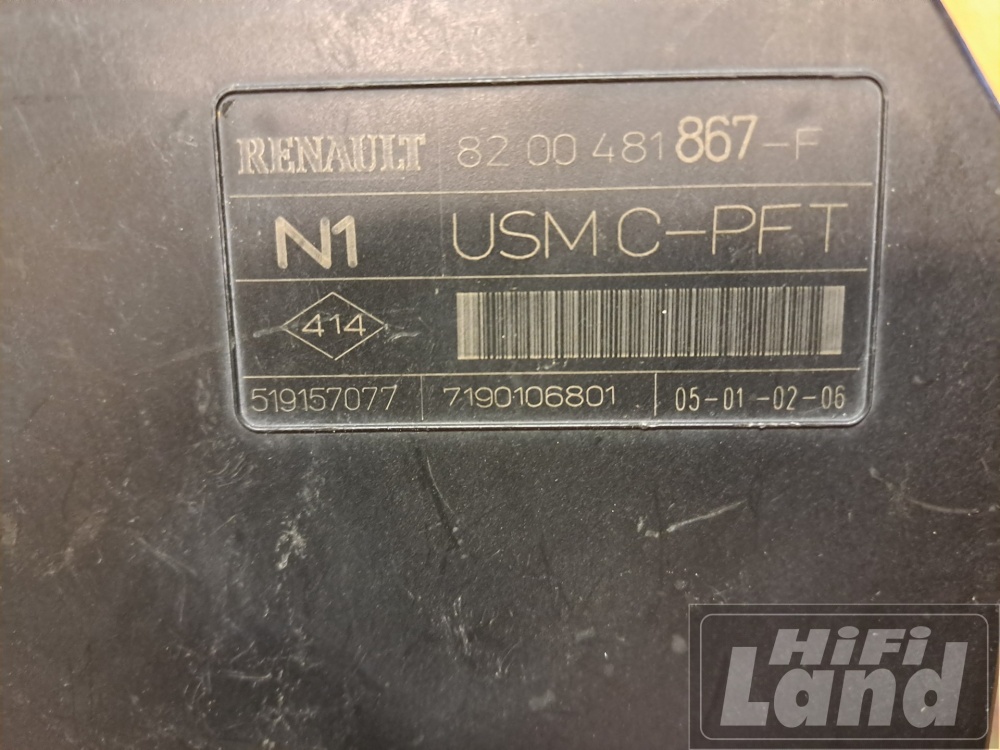 RENAULT 82 00 481 867-F
N1 USM C-PFT
414
519157077 7190106801 05-01-02-06
HiFi
Land